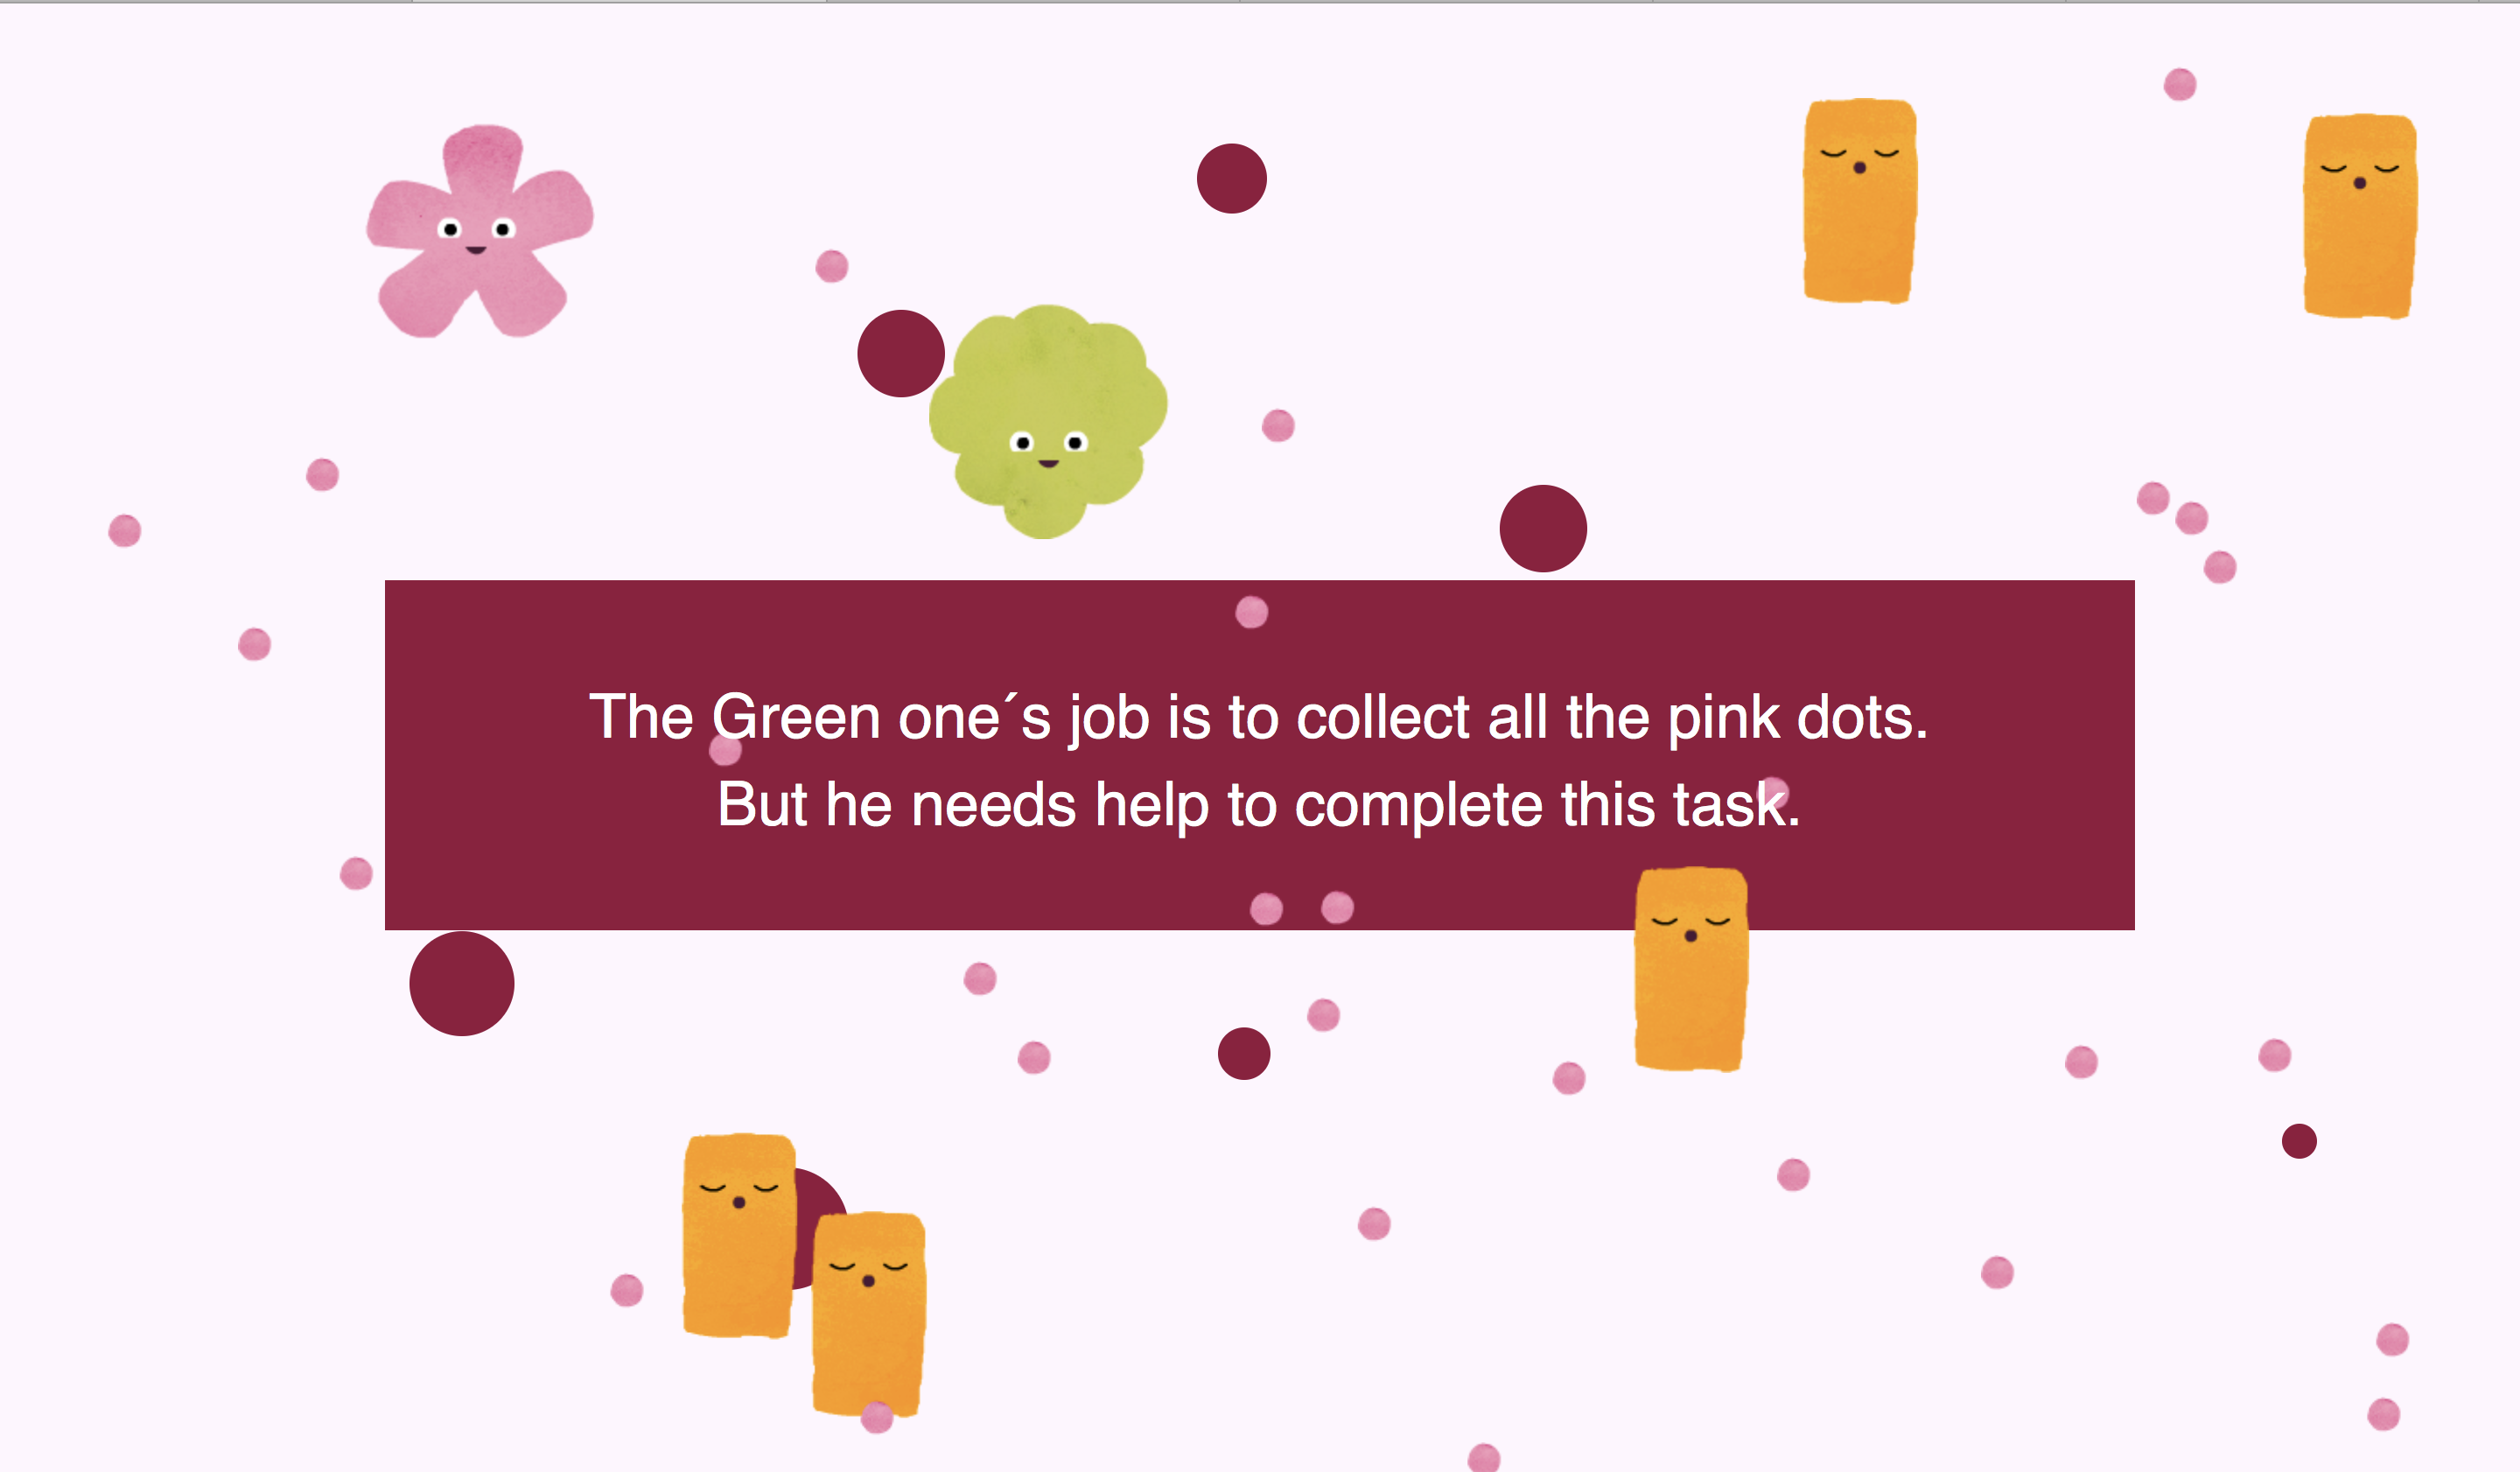 The Green one´s job is to collect all the pink dots.
But he needs help to complete this task.